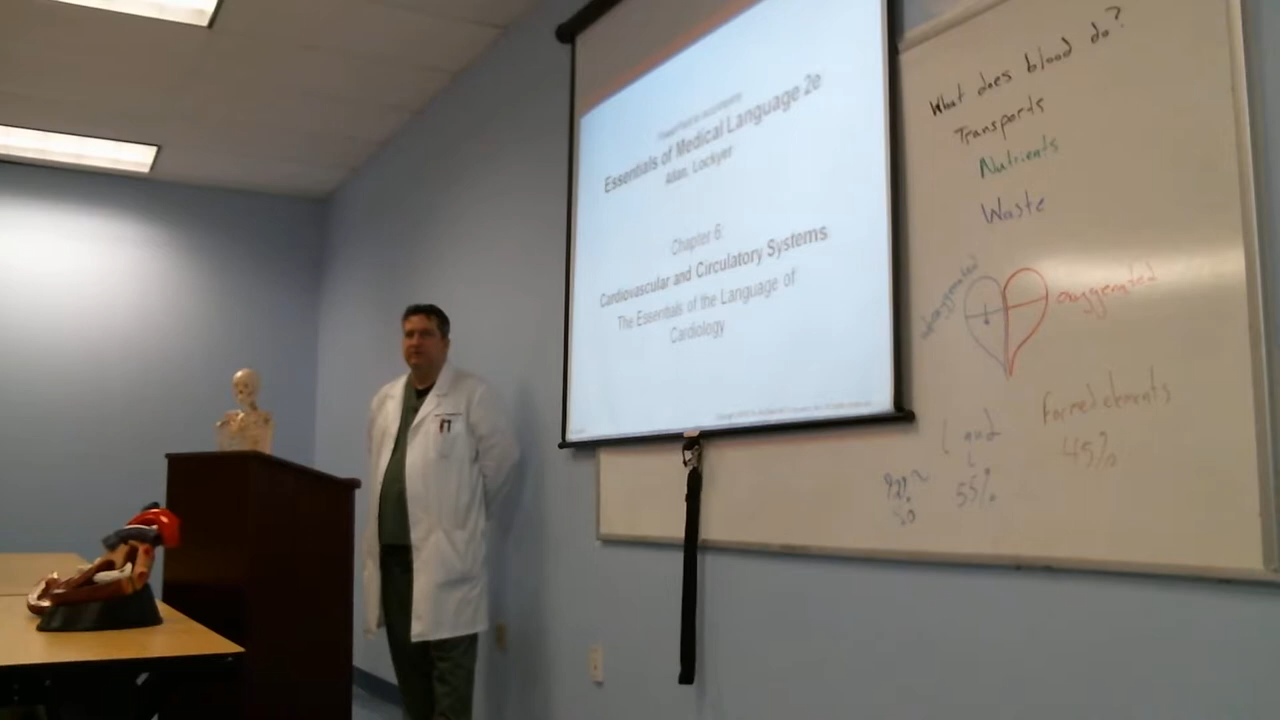 PowerPoint to accompany
Essentials of Medical Language 2e
Allan, Lockyer
Chapter 6:
Cardiovascular and Circulatory Systems
The Essentials of the Language of
Cardiology
What does blood do?
Transports
Nutrients
Waste
oxygenated
formed elements
45%
55%